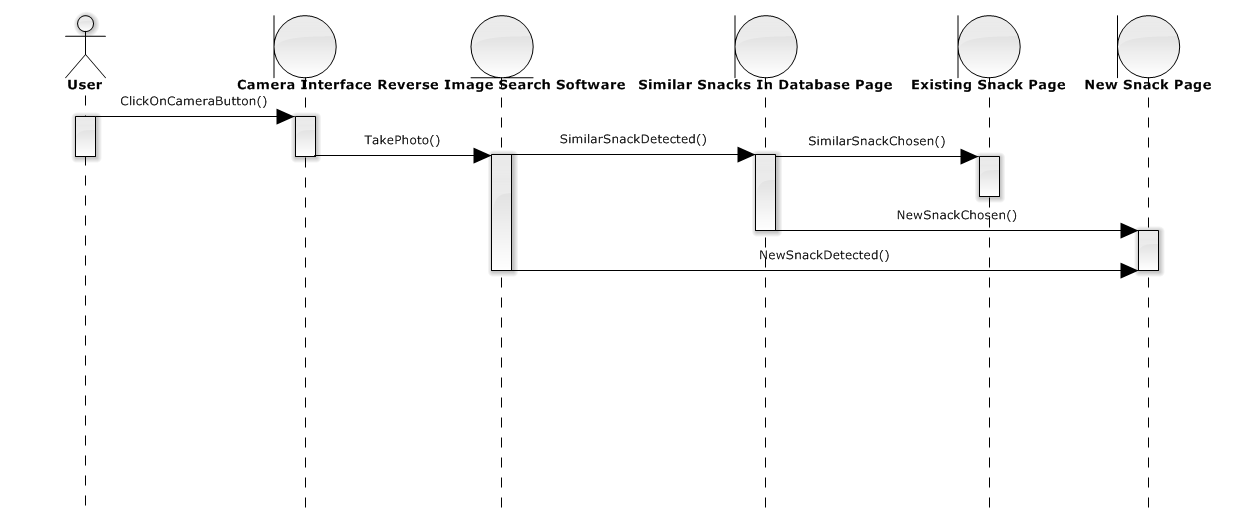 User
Camera Interface
Reverse Image Search Software
Similar Snacks In Database Page
Existing Snack Page
New Snack Page
ClickOnCameraButton()
TakePhoto()
SimilarSnackDetected()
SimilarSnackChosen()
NewSnackChosen()
NewSnackDetected()